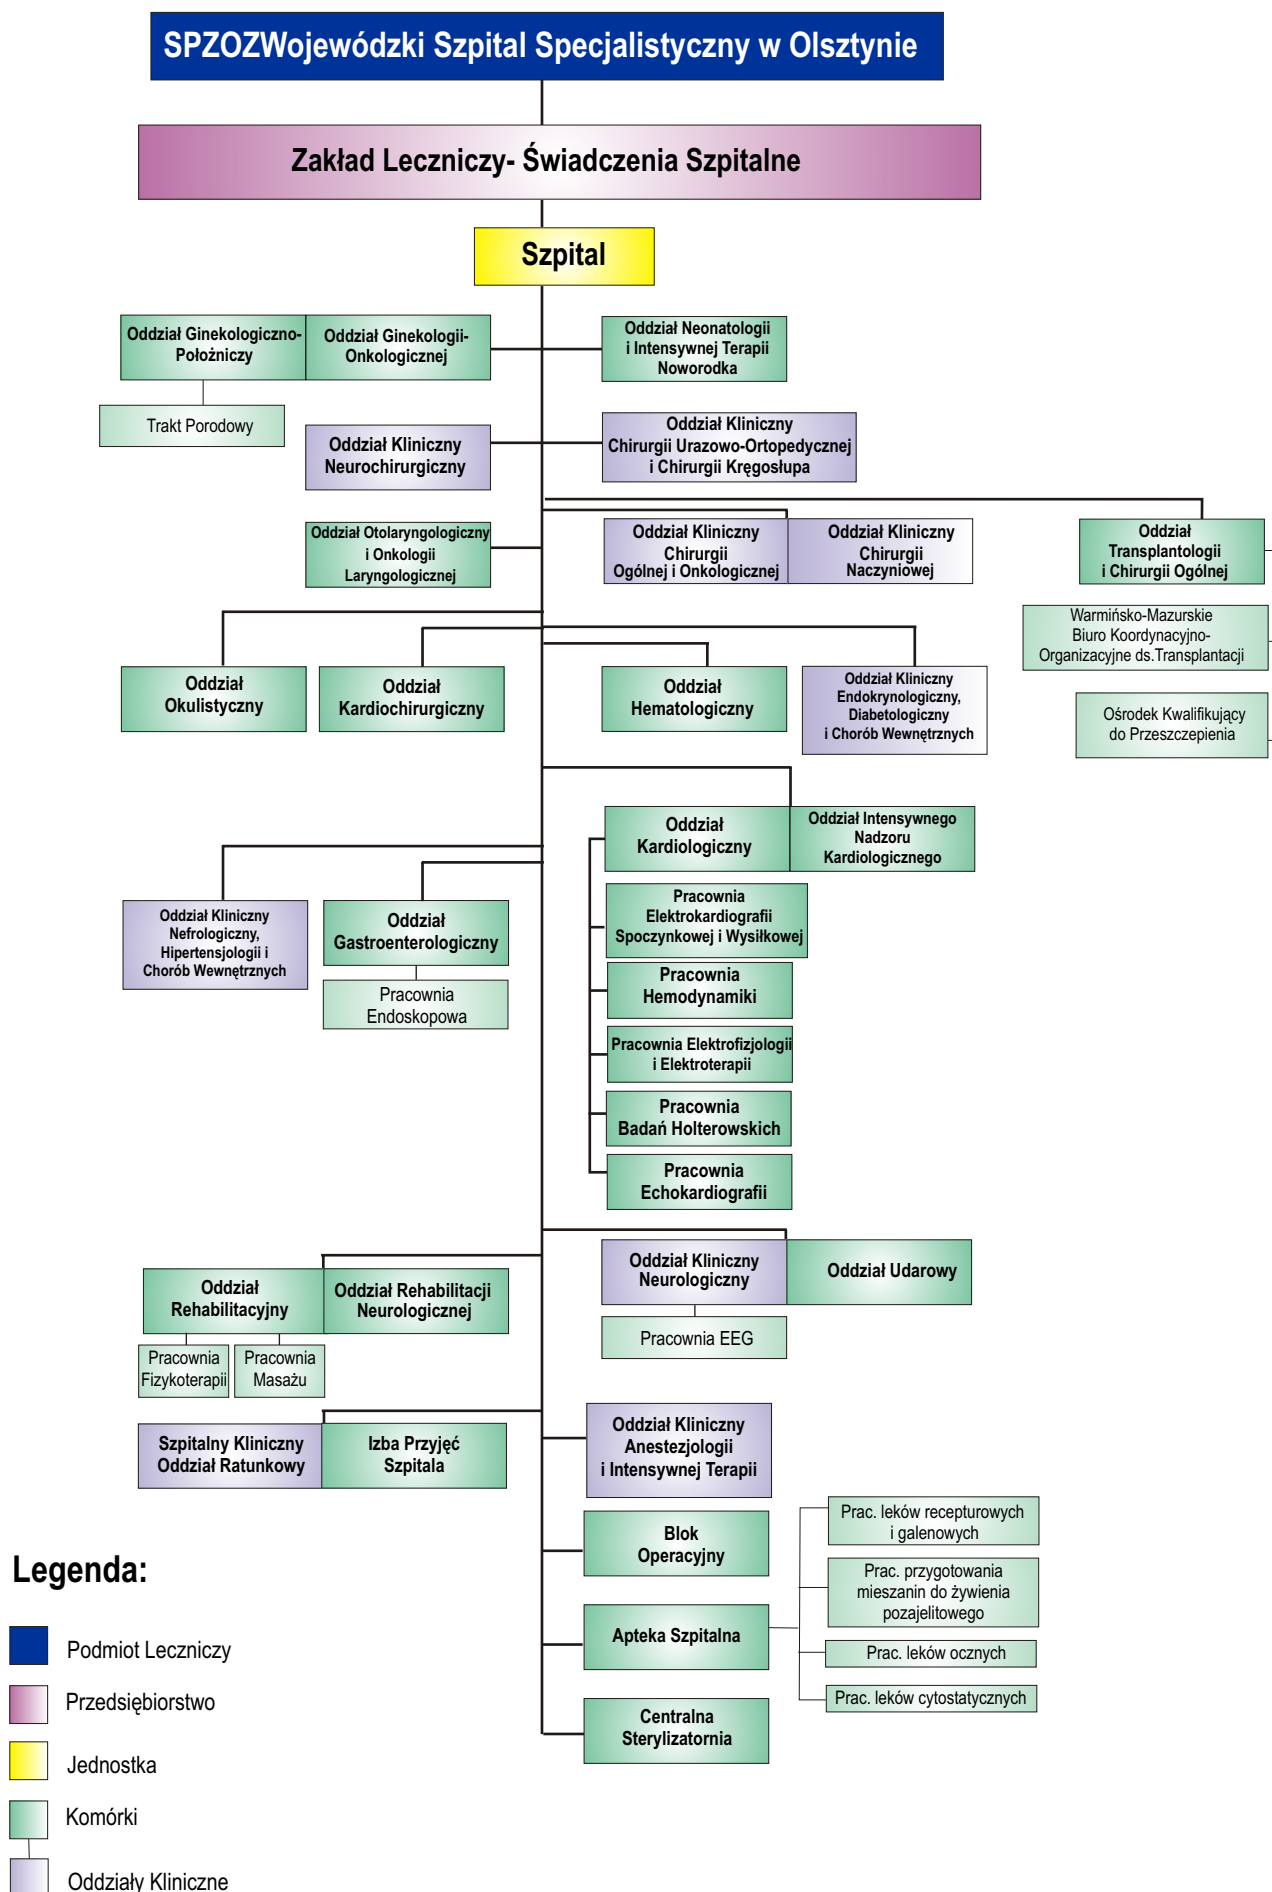 SPZOZWojewódzki Szpital Specjalistyczny w Olsztynie
Zakład Leczniczy- Świadczenia Szpitalne
Szpital
Oddział Ginekologiczno-
Położniczy
Oddział Ginekologii-
Onkologicznej
Oddział Neonatologii
i Intensywnej Terapii
Noworodka
Trakt Porodowy
Oddział Kliniczny
Neurochirurgiczny
Oddział Kliniczny
Chirurgii Urazowo-Ortopedycznej
i Chirurgii Kręgosłupa
Oddział Otolaryngologiczny
i Onkologii
Laryngologicznej
Oddział Kliniczny
Chirurgii
Ogólnej i Onkologicznej
Oddział Kliniczny
Chirurgii
Naczyniowej
Oddział
Transplantologii
i Chirurgii Ogólnej
Warmińsko-Mazurskie
Biuro Koordynacyjno-
Organizacyjne ds.Transplantacji
Ośrodek Kwalifikujący
do Przeszczepienia
Oddział
Okulistyczny
Oddział
Kardiochirurgiczny
Oddział
Hematologiczny
Oddział Kliniczny
Endokrynologiczny,
Diabetologiczny
i Chorób Wewnętrznych
Oddział
Kardiologiczny
Oddział Intensywnego
Nadzoru
Kardiologicznego
Oddział Kliniczny
Nefrologiczny,
Hipertensjologii i
Chorób Wewnętrznych
Oddział
Gastroenterologiczny
Pracownia
Endoskopowa
Pracownia
Elektrokardiografii
Spoczynkowej i Wysiłkowej
Pracownia
Hemodynamiki
Pracownia Elektrofizjologii
i Elektroterapii
Pracownia
Badań Holterowskich
Pracownia
Echokardiografii
Oddział
Rehabilitacyjny
Oddział Rehabilitacji
Neurologicznej
Pracownia
Fizykoterapii
Pracownia
Masażu
Oddział Kliniczny
Neurologiczny
Oddział Udarowy
Pracownia EEG
Szpitalny Kliniczny
Oddział Ratunkowy
Izba Przyjęć
Szpitala
Oddział Kliniczny
Anestezjologii
i Intensywnej Terapii
Blok
Operacyjny
Apteka Szpitalna
Prac. leków recepturowych
i galenowych
Prac. przygotowania
mieszanin do żywienia
pozajelitowego
Prac. leków ocznych
Prac. leków cytostatycznych
Centralna
Sterylizatornia
Legenda:
Podmiot Leczniczy
Przedsiębiorstwo
Jednostka
Komórki
Oddziały Kliniczne